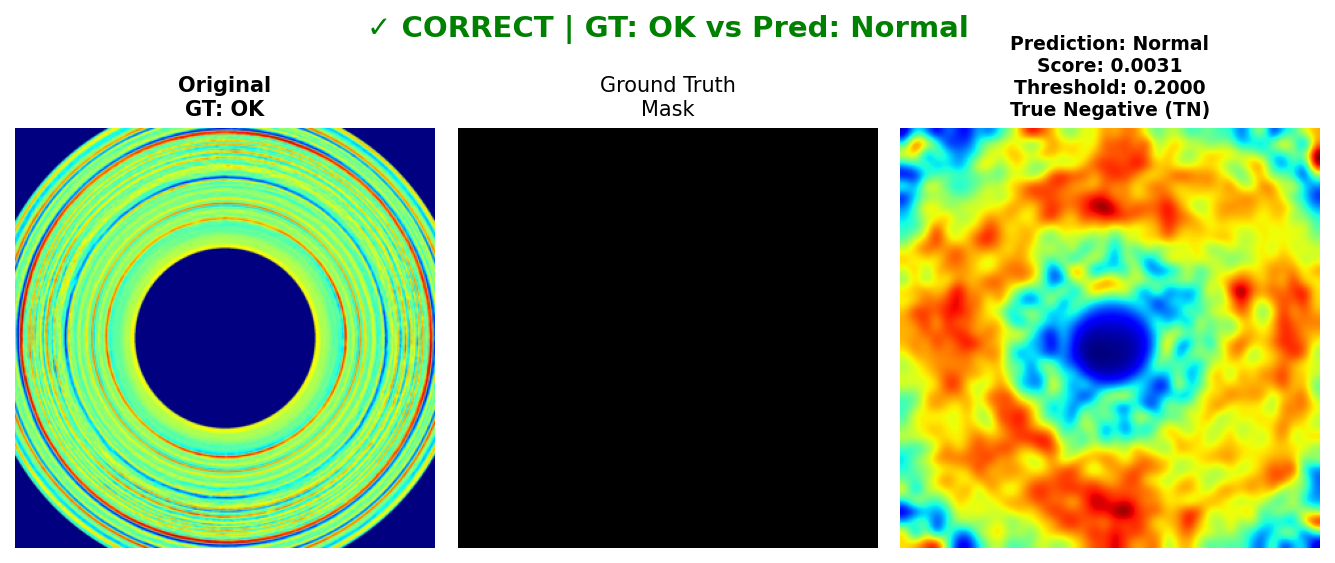 ✓ CORRECT | GT: OK vs Pred: Normal
Original
GT: OK
Ground Truth
Mask
Prediction: Normal
Score: 0.0031
Threshold: 0.2000
True Negative (TN)